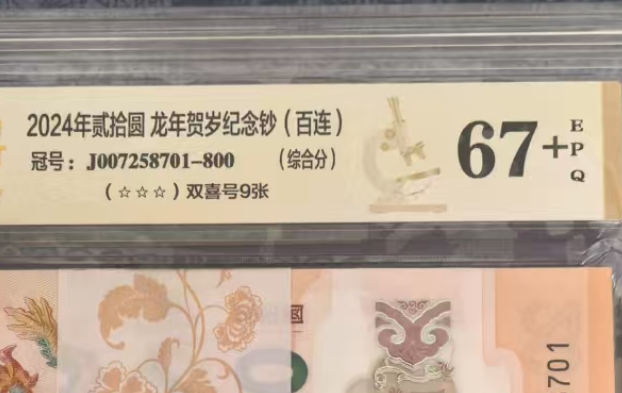 2024年贰拾圆 龙年贺岁纪念钞（百连）
冠号：J007258701-800 （综合分）
（☆☆☆）双喜号9张
67+
EPQ
701